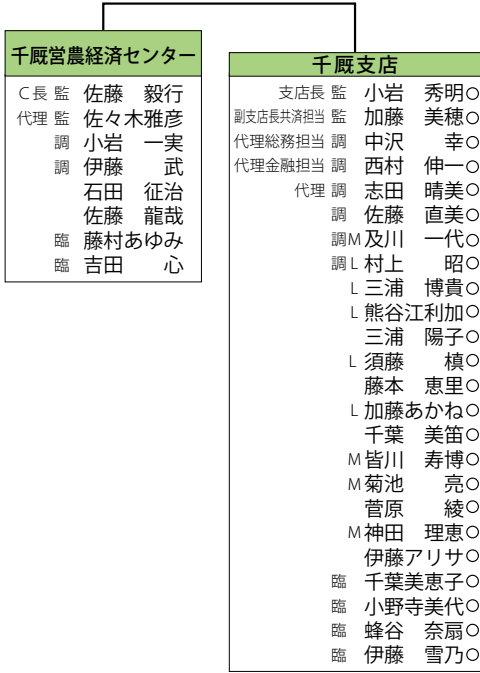 千厩営農経済センター
C長 監 佐藤　毅行
代理 監 佐々木雅彦
調 小岩　一実
調 伊藤　　武
石田　征治
佐藤　龍哉
臨 藤村あゆみ
臨 吉田　　心
千厩支店
支店長 監 小岩　秀明○
副支店長共済担当 監 加藤　美穂○
代理総務担当 調 中沢　　幸○
代理金融担当 調 西村　伸一○
代理 調 志田　晴美○
調 佐藤　直美○
調M 及川　一代○
調L 村上　　昭○
L 三浦　博貴○
L 熊谷江利加○
三浦　陽子○
L 須藤　　槙○
藤本　恵里○
L 加藤あかね○
千葉　美笛○
M 皆川　寿博○
M 菊池　　亮○
菅原　　綾○
M 神田　理恵○
伊藤アリサ○
臨 千葉美恵子○
臨 小野寺美代○
臨 蜂谷　奈扇○
臨 伊藤　雪乃○